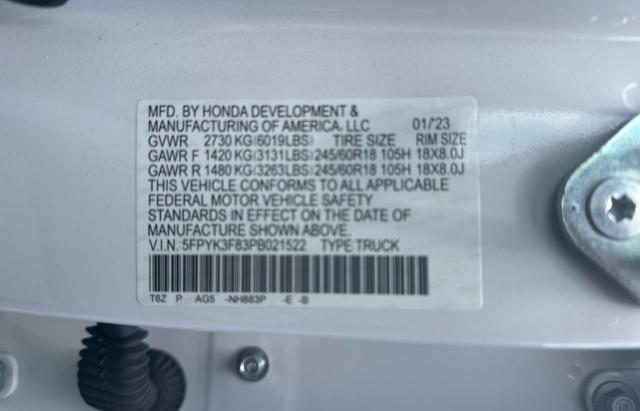 MFD. BY HONDA DEVELOPMENT &
MANUFACTURING OF AMERICA, LLC 01/'23
GVWR 2730 KG(6019LBS) TIRE SIZE RIM SIZE
GAWR F 1420 KG(3131LBS)245/60R18 105H 18X8.0J
GAWR R 1480 KG(3263LBS)245/60R18 105H 18X8.0J
THIS VEHICLE CONFORMS TO ALL APPLICABLE
FEDERAL MOTOR VEHICLE SAFETY
STANDARDS IN EFFECT ON THE DATE OF
MANUFACTURE SHOWN ABOVE.
V.I.N.:5FPYK3F83PB021522 TYPE:TRUCK
T6Z P AG5 -NH883P -E -B